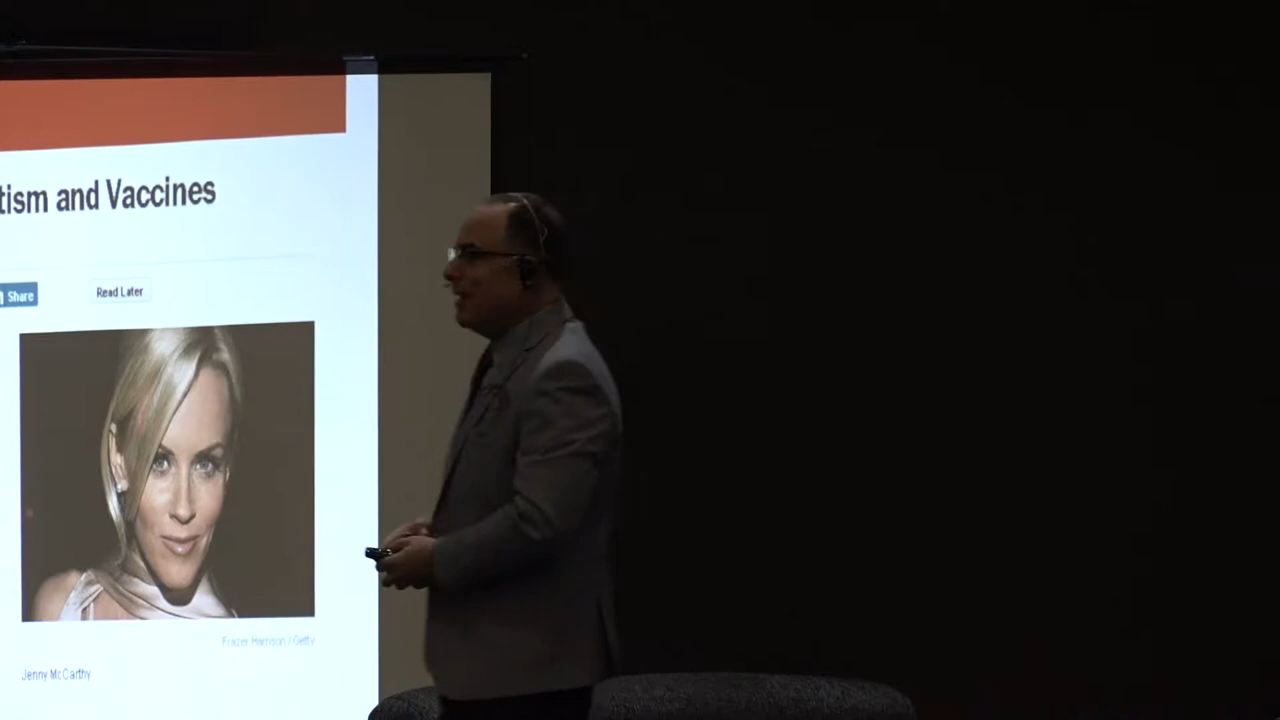 tism and Vaccines
Share
Read Later
Frazer Harrison / Getty
Jenny McCarthy